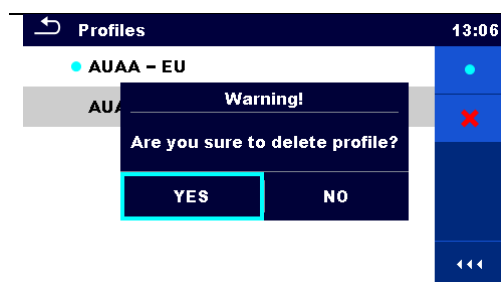 Profiles 13:06
AUAA – EU
AUA
Warning!
Are you sure to delete profile?
YES NO